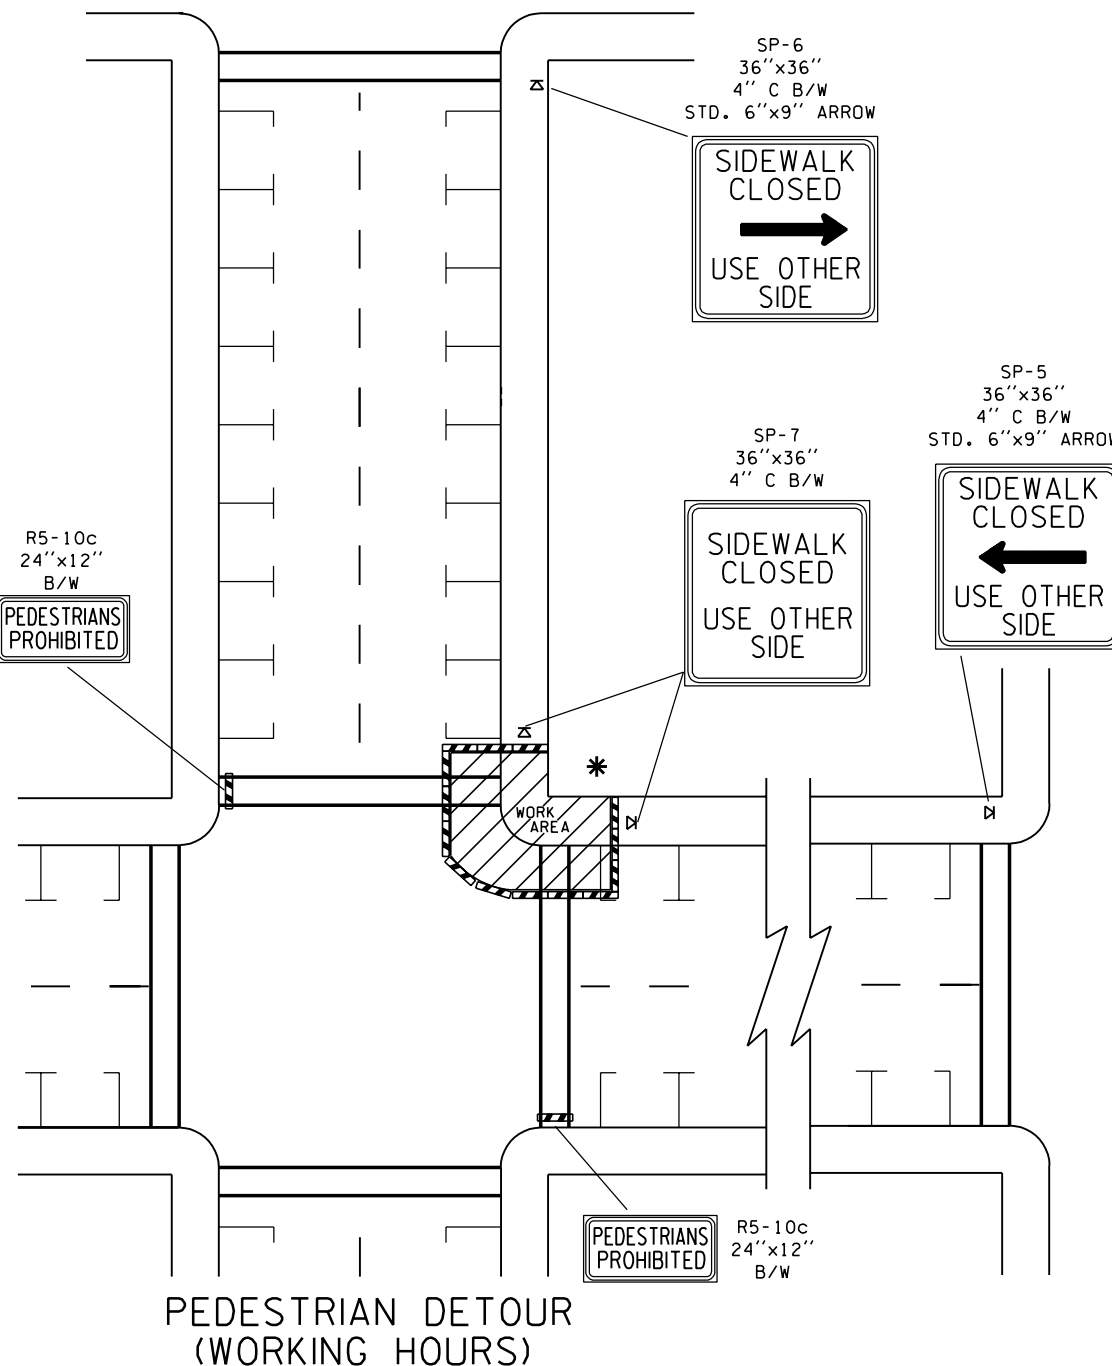 SP-6
36"x36"
4" C B/W
STD. 6"x9" ARROW
SIDEWALK
CLOSED
USE OTHER
SIDE
SP-5
36"x36"
4" C B/W
STD. 6"x9" ARROW
SIDEWALK
CLOSED
USE OTHER
SIDE
SP-7
36"x36"
4" C B/W
SIDEWALK
CLOSED
USE OTHER
SIDE
R5-10c
24"x12"
B/W
PEDESTRIANS
PROHIBITED
WORK
AREA
PEDESTRIANS
PROHIBITED
R5-10c
24"x12"
B/W
PEDESTRIAN DETOUR
(WORKING HOURS)